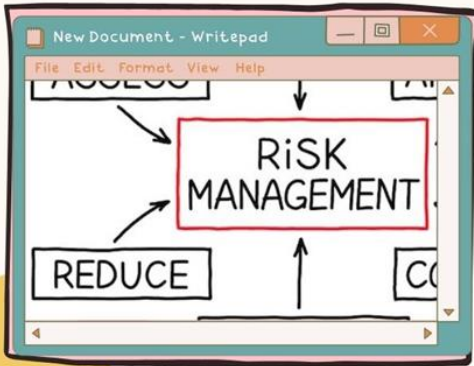 New Document - Writepad
File Edit Format View Help
RiSK
MANAGEMENT
REDUCE